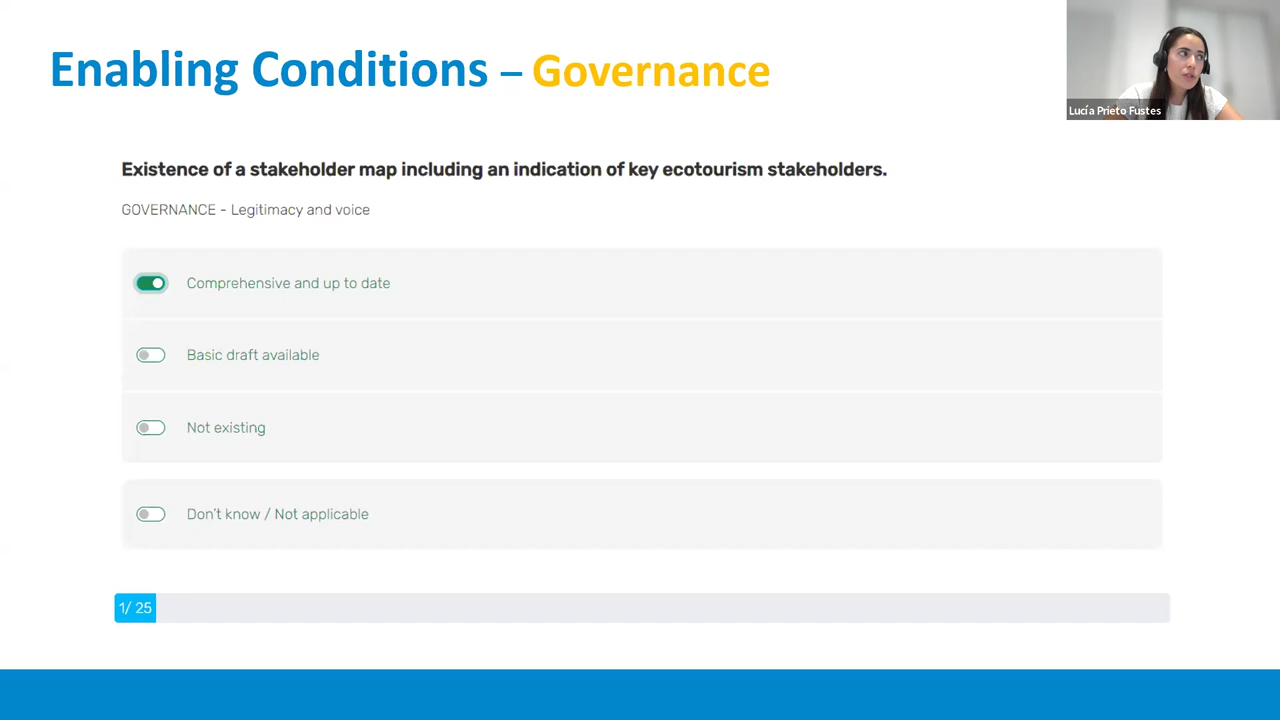 Enabling Conditions – Governance
Lucía Prieto Fustes
Existence of a stakeholder map including an indication of key ecotourism stakeholders.
GOVERNANCE - Legitimacy and voice
Comprehensive and up to date
Basic draft available
Not existing
Don't know / Not applicable
1/ 25